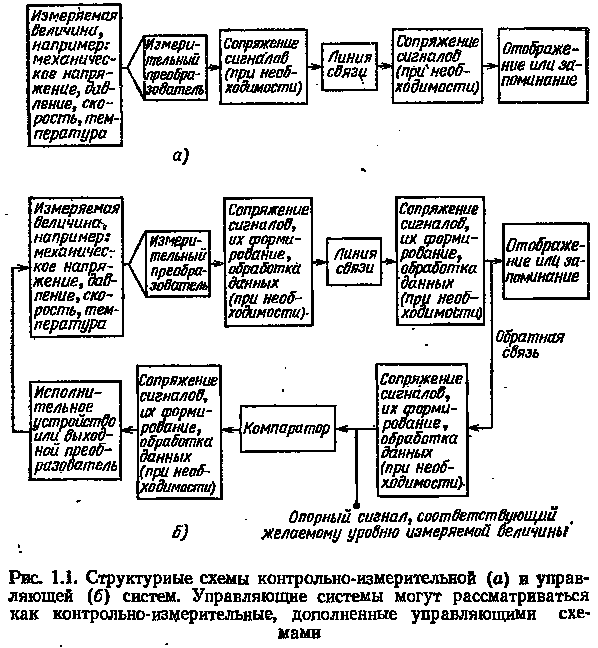 Измеряемая
величина,
например:
механичес-
кое напря-
жение, дав-
ление, ско-
рость, тем-
пература
Измери-
тельный
преобра-
зователь
Сопряжение
сигналов
(при необ-
ходимости)
Линия
связи
Сопряжение
сигналов
(при необ-
ходимости)
Отображе-
ние или за-
поминание
а)
Измеряемая
величина,
например:
механичес-
кое напря-
жение, дав-
ление, ско-
рость, тем-
пература
Измери-
тельный
преобра-
зователь
Сопряжение
сигналов,
их форми-
рование,
обработка
данных
(при необ-
ходимости)
Линия
связи
Сопряжение
сигналов,
их форми-
рование,
обработка
данных
(при необ-
ходимости)
Отображе-
ние или за-
поминание
Обратная
связь
Исполни-
тельное
устройство
или выход-
ной преоб-
разователь
Сопряжение
сигналов,
их форми-
рование,
обработка
данных
(при необ-
ходимости)
Компаратор
Сопряжение
сигналов,
их форми-
рование,
обработка
данных
(при необ-
ходимости)
Опорный сигнал, соответствующий
желаемому уровню измеряемой величины
б)
Рис. 1.1. Структурные схемы контрольно-измерительной (а) и управ-
ляющей (б) систем. Управляющие системы могут рассматриваться
как контрольно-измерительные, дополненные управляющими схе-
мами